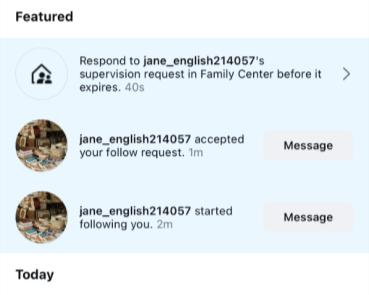 Featured
Respond to jane_english214057's
supervision request in Family Center before it
expires. 40s
jane_english214057 accepted
your follow request. 1m
Message
jane_english214057 started
following you. 2m
Message
Today